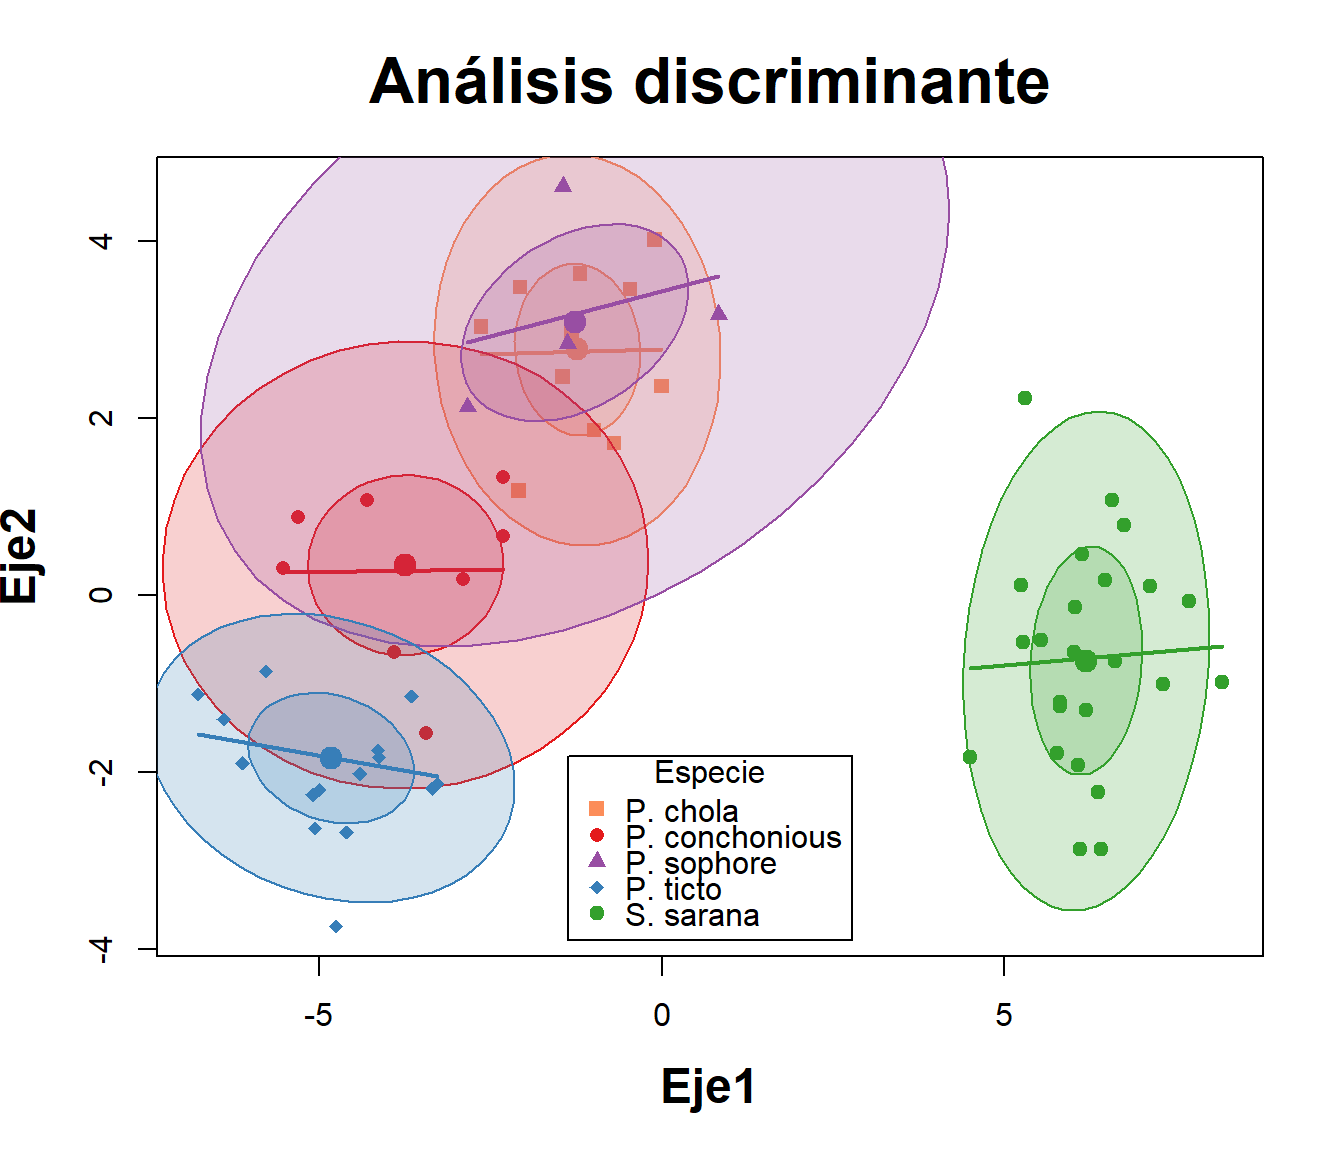 Análisis discriminante
Eje2
4
2
0
-2
-4
Especie
P. chola
P. conchonious
P. sophore
P. ticto
S. sarana
-5
0
5
Eje1